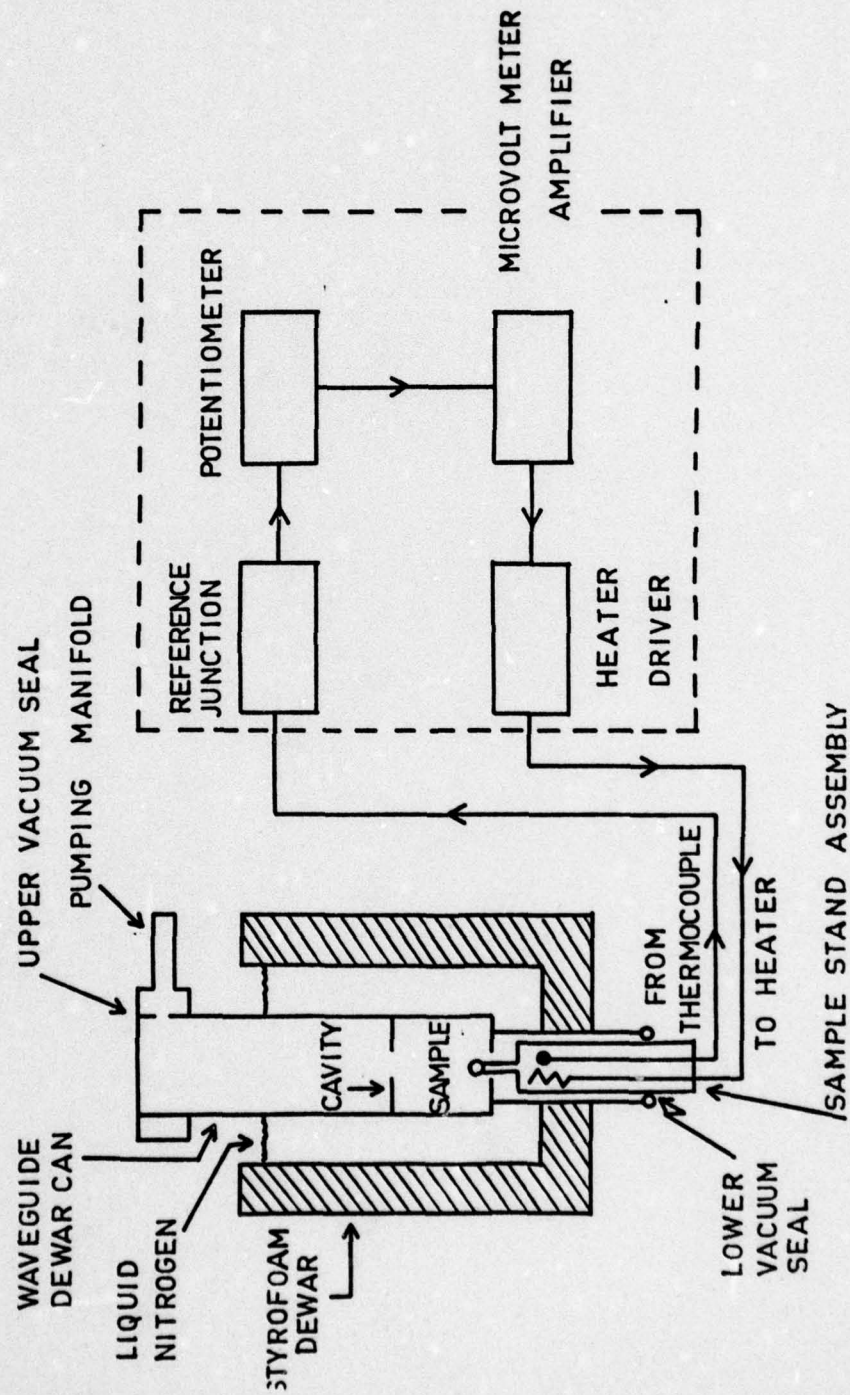 UPPER VACUUM SEAL
PUMPING MANIFOLD
WAVEGUIDE
DEWAR CAN
LIQUID
NITROGEN
STYROFOAM
DEWAR
CAVITY
SAMPLE
REFERENCE
JUNCTION
POTENTIOMETER
MICROVOLT METER
AMPLIFIER
HEATER
DRIVER
FROM
THERMOCOUPLE
TO HEATER
LOWER
VACUUM
SEAL
SAMPLE STAND ASSEMBLY